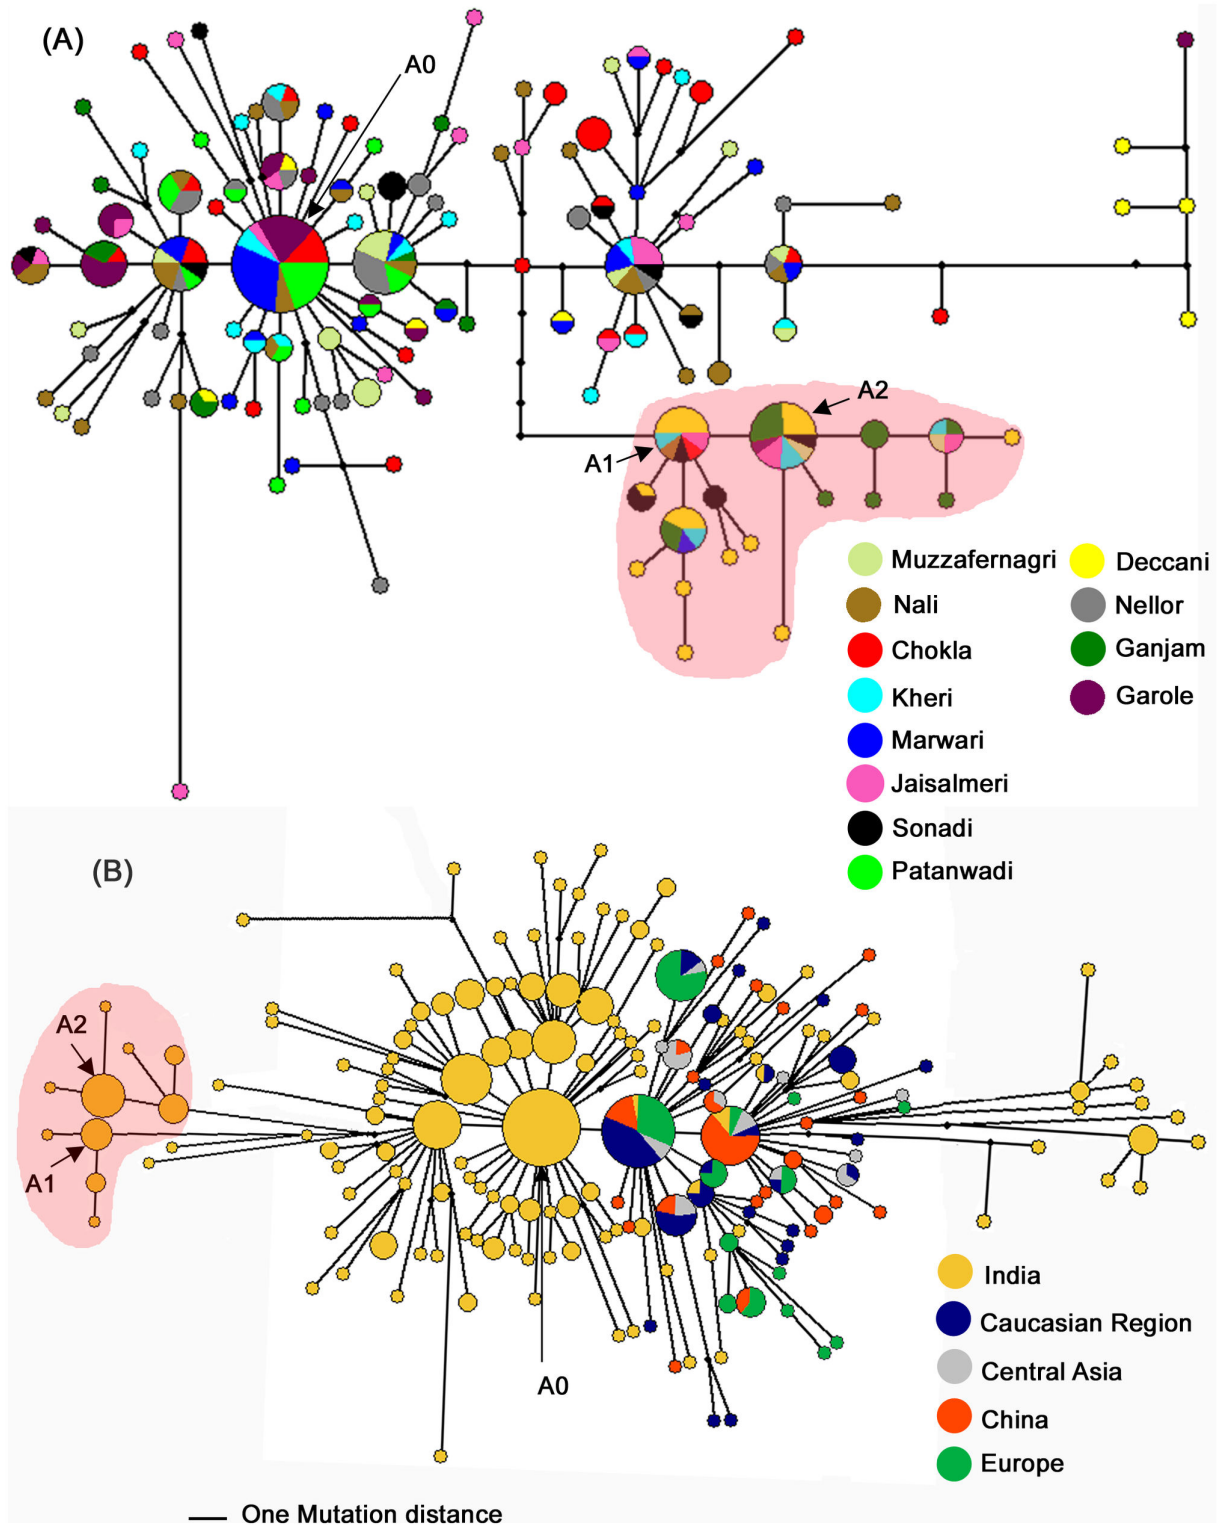 (A)
A0
A2
A1
Muzzafernagri
Nali
Chokla
Kheri
Marwari
Jaisalmeri
Sonadi
Patanwadi
Deccani
Nellor
Ganjam
Garole
(B)
A2
A1
A0
India
Caucasian Region
Central Asia
China
Europe
One Mutation distance